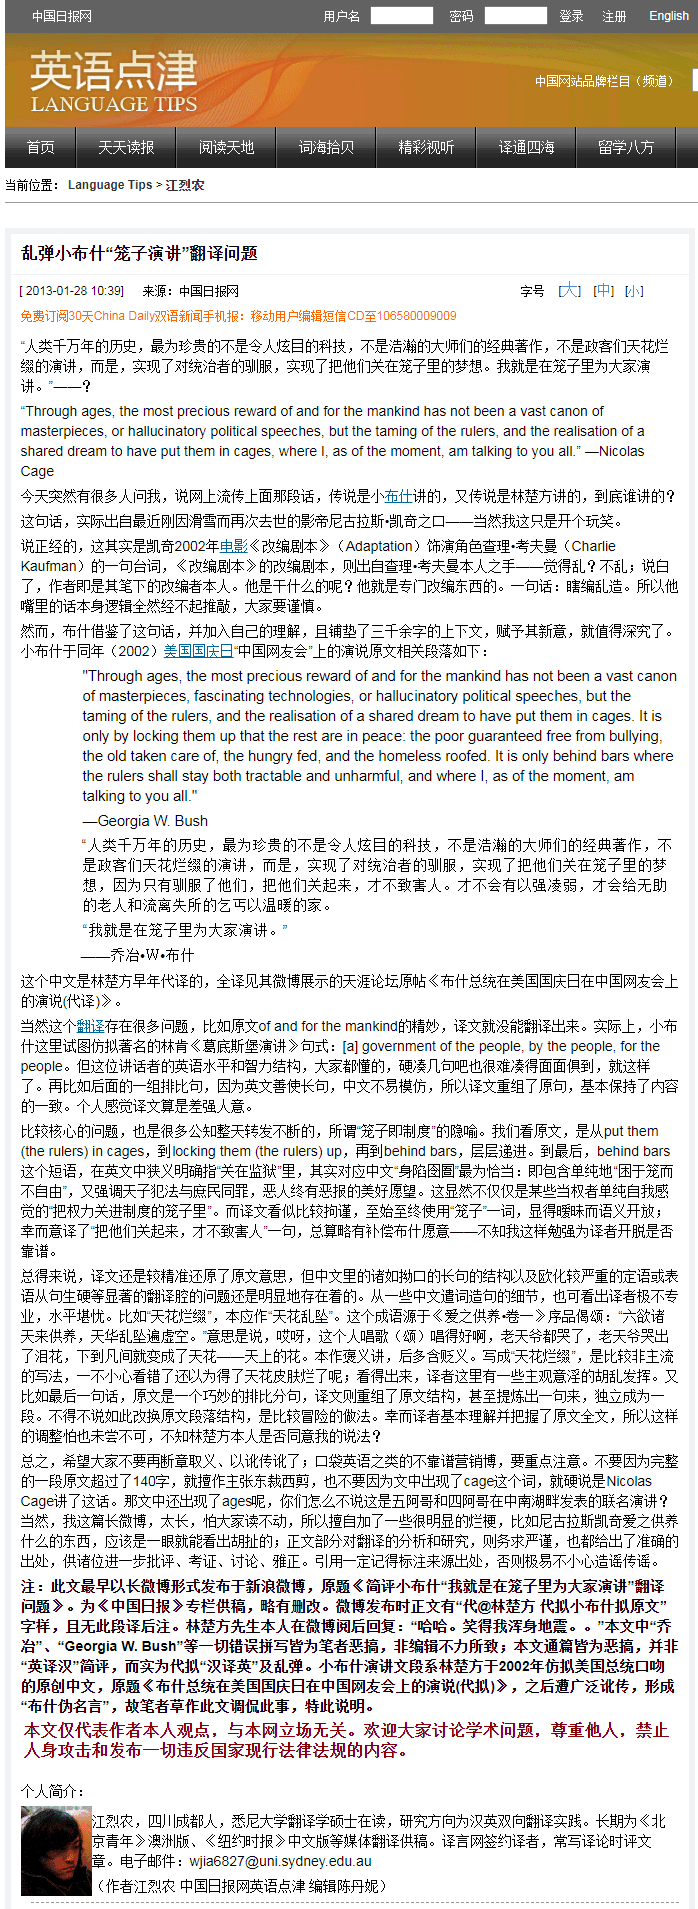 中国日报网 用户名 密码 登录 注册 English
英语点津
LANGUAGE TIPS
中国网站品牌栏目（频道）
首页 天天读报 阅读天地 词海拾贝 精彩视听 译通四海 留学八方
当前位置： Language Tips > 江烈农
乱弹小布什“笼子演讲”翻译问题
[ 2013-01-28 10:39] 来源：中国日报网 字号 [大] [中] [小]
免费订阅30天China Daily双语新闻手机报：移动用户编辑短信CD至106580009009
“人类千万年的历史，最为珍贵的不是令人炫目的科技，不是浩瀚的大师们的经典著作，不是政客们天花烂
缀的演讲，而是，实现了对统治者的驯服，实现了把他们关在笼子里的梦想。我就是在笼子里为大家演
讲。”——？
“Through ages, the most precious reward of and for the mankind has not been a vast canon of
masterpieces, or hallucinatory political speeches, but the taming of the rulers, and the realisation of a
shared dream to have put them in cages, where I, as of the moment, am talking to you all.” —Nicolas
Cage
今天突然有很多人问我，说网上流传上面那段话，传说是小布什讲的，又传说是林楚方讲的，到底谁讲的？
这句话，实际出自最近刚因滑雪而再次去世的影帝尼古拉斯•凯奇之口——当然我这只是开个玩笑。
说正经的，这其实是凯奇2002年电影《改编剧本》（Adaptation）饰演角色查理•考夫曼（Charlie
Kaufman）的一句台词，《改编剧本》的改编剧本，则出自查理•考夫曼本人之手——觉得乱？不乱；说白
了，作者即是其笔下的改编者本人。他是干什么的呢？他就是专门改编东西的。一句话：瞎编乱造。所以他
嘴里的话本身逻辑全然经不起推敲，大家要谨慎。
然而，布什借鉴了这句话，并加入自己的理解，且铺垫了三千余字的上下文，赋予其新意，就值得深究了。
小布什于同年（2002）美国国庆日“中国网友会”上的演说原文相关段落如下：
"Through ages, the most precious reward of and for the mankind has not been a vast canon
of masterpieces, fascinating technologies, or hallucinatory political speeches, but the
taming of the rulers, and the realisation of a shared dream to have put them in cages. It is
only by locking them up that the rest are in peace: the poor guaranteed free from bullying,
the old taken care of, the hungry fed, and the homeless roofed. It is only behind bars where
the rulers shall stay both tractable and unharmful, and where I, as of the moment, am
talking to you all."
—Georgia W. Bush
“人类千万年的历史，最为珍贵的不是令人炫目的科技，不是浩瀚的大师们的经典著作，不
是政客们天花烂缀的演讲，而是，实现了对统治者的驯服，实现了把他们关在笼子里的梦
想，因为只有驯服了他们，把他们关起来，才不致害人。才不会有以强凌弱，才会给无助
的老人和流离失所的乞丐以温暖的家。
“我就是在笼子里为大家演讲。”
——乔冶•W•布什
这个中文是林楚方早年代译的，全译见其微博展示的天涯论坛原帖《布什总统在美国国庆日在中国网友会上
的演说(代译)》。
当然这个翻译存在很多问题，比如原文of and for the mankind的精妙，译文就没能翻译出来。实际上，小布
什这里试图仿拟著名的林肯《葛底斯堡演讲》句式：[a] government of the people, by the people, for the
people。但这位讲话者的英语水平和智力结构，大家都懂的，硬凑几句吧也很难凑得面面俱到，就这样
了。再比如后面的一组排比句，因为英文善使长句，中文不易模仿，所以译文重组了原句，基本保持了内容
的一致。个人感觉译文算是差强人意。
比较核心的问题，也是很多公知整天转发不断的，所谓“笼子即制度”的隐喻。我们看原文，是从put them
(the rulers) in cages，到locking them (the rulers) up，再到behind bars，层层递进。到最后，behind bars
这个短语，在英文中狭义明确指“关在监狱”里，其实对应中文“身陷囹圄”最为恰当：即包含单纯地“困于笼而
不自由”，又强调天子犯法与庶民同罪，恶人终有恶报的美好愿望。这显然不仅仅是某些当权者单纯自我感
觉的“把权力关进制度的笼子里”。而译文看似比较拘谨，至始至终使用“笼子”一词，显得暧昧而语义开放；
幸而意译了“把他们关起来，才不致害人”一句，总算略有补偿布什愿意——不知我这样勉强为译者开脱是否
靠谱。
总得来说，译文还是较精准还原了原文意思，但中文里的诸如拗口的长句的结构以及欧化较严重的定语或表
语从句生硬等显著的翻译腔的问题还是明显地存在着的。从一些中文遣词造句的细节，也可看出译者极不专
业，水平堪忧。比如“天花烂缀”，本应作“天花乱坠”。这个成语源于《爱之供养•卷一》序品偈颂：“六欲诸
天来供养，天华乱坠遍虚空。”意思是说，哎呀，这个人唱歌（颂）唱得好啊，老天爷都哭了，老天爷哭出
了泪花，下到凡间就变成了天花——天上的花。本作褒义讲，后多含贬义。写成“天花烂缀”，是比较非主流
的写法，一不小心看错了还以为得了天花皮肤烂了呢；看得出来，译者这里有一些主观意淫的胡乱发挥。又
比如最后一句话，原文是一个巧妙的排比分句，译文则重组了原文结构，甚至提炼出一句来，独立成为一
段。不得不说如此改换原文段落结构，是比较冒险的做法。幸而译者基本理解并把握了原文全文，所以这样
的调整怕也未尝不可，不知林楚方本人是否同意我的说法？
总之，希望大家不要再断章取义、以讹传讹了；口袋英语之类的不靠谱营销博，要重点注意。不要因为完整
的一段原文超过了140字，就擅作主张东裁西剪，也不要因为文中出现了cage这个词，就硬说是Nicolas
Cage讲了这话。那文中还出现了ages呢，你们怎么不说这是五阿哥和四阿哥在中南湖畔发表的联名演讲？
当然，我这篇长微博，太长，怕大家读不动，所以擅自加了一些很明显的烂梗，比如尼古拉斯凯奇爱之供养
什么的东西，应该是一眼就能看出胡扯的；正文部分对翻译的分析和研究，则务求严谨，也都给出了准确的
出处，供诸位进一步批评、考证、讨论、雅正。引用一定记得标注来源出处，否则极易不小心造谣传谣。
注：此文最早以长微博形式发布于新浪微博，原题《简评小布什“我就是在笼子里为大家演讲”翻译
问题》。为《中国日报》专栏供稿，略有删改。微博发布时正文有“代@林楚方 代拟小布什拟原文”
字样，且无此段译后注。林楚方先生本人在微博阅后回复：“哈哈。笑得我浑身地震。。”本文中“乔
冶”、“Georgia W. Bush”等一切错误拼写皆为笔者恶搞，非编辑不力所致；本文通篇皆为恶搞，并非
“英译汉”简评，而实为代拟“汉译英”及乱弹。小布什演讲文段系林楚方于2002年仿拟美国总统口吻
的原创中文，原题《布什总统在美国国庆日在中国网友会上的演说(代拟)》，之后遭广泛讹传，形成
“布什伪名言”，故笔者草作此文调侃此事，特此说明。
本文仅代表作者本人观点，与本网立场无关。欢迎大家讨论学术问题，尊重他人，禁止
人身攻击和发布一切违反国家现行法律法规的内容。
个人简介：
江烈农，四川成都人，悉尼大学翻译学硕士在读，研究方向为汉英双向翻译实践。长期为《北
京青年》澳洲版、《纽约时报》中文版等媒体翻译供稿。译言网签约译者，常写译论时评文
章。电子邮件：wjia6827@uni.sydney.edu.au
（作者江烈农 中国日报网英语点津 编辑陈丹妮）